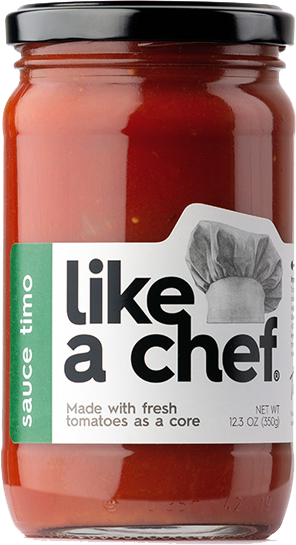 sauce timo
like
a chef®
Made with fresh
tomatoes as a core
NET WT
12.3 OZ (350g)